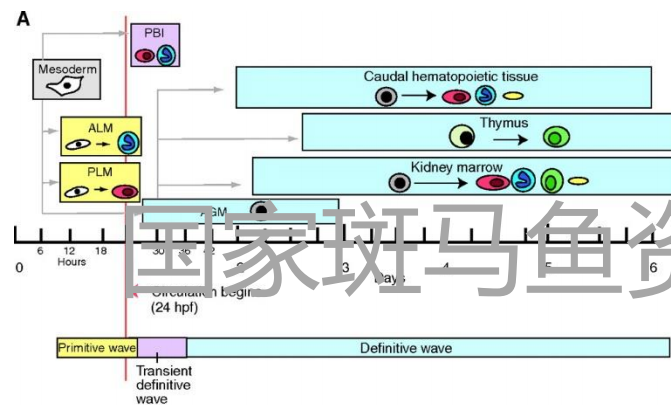 A
PBI
Mesoderm
Caudal hematopoietic tissue
ALM
Thymus
PLM
Kidney marrow
AGM
0 6 12 18 30 36 3 4 5 6
Hours
Days
国家斑马鱼资
Circulation begins
(24 hpf)
Primitive wave
Definitive wave
Transient
definitive
wave